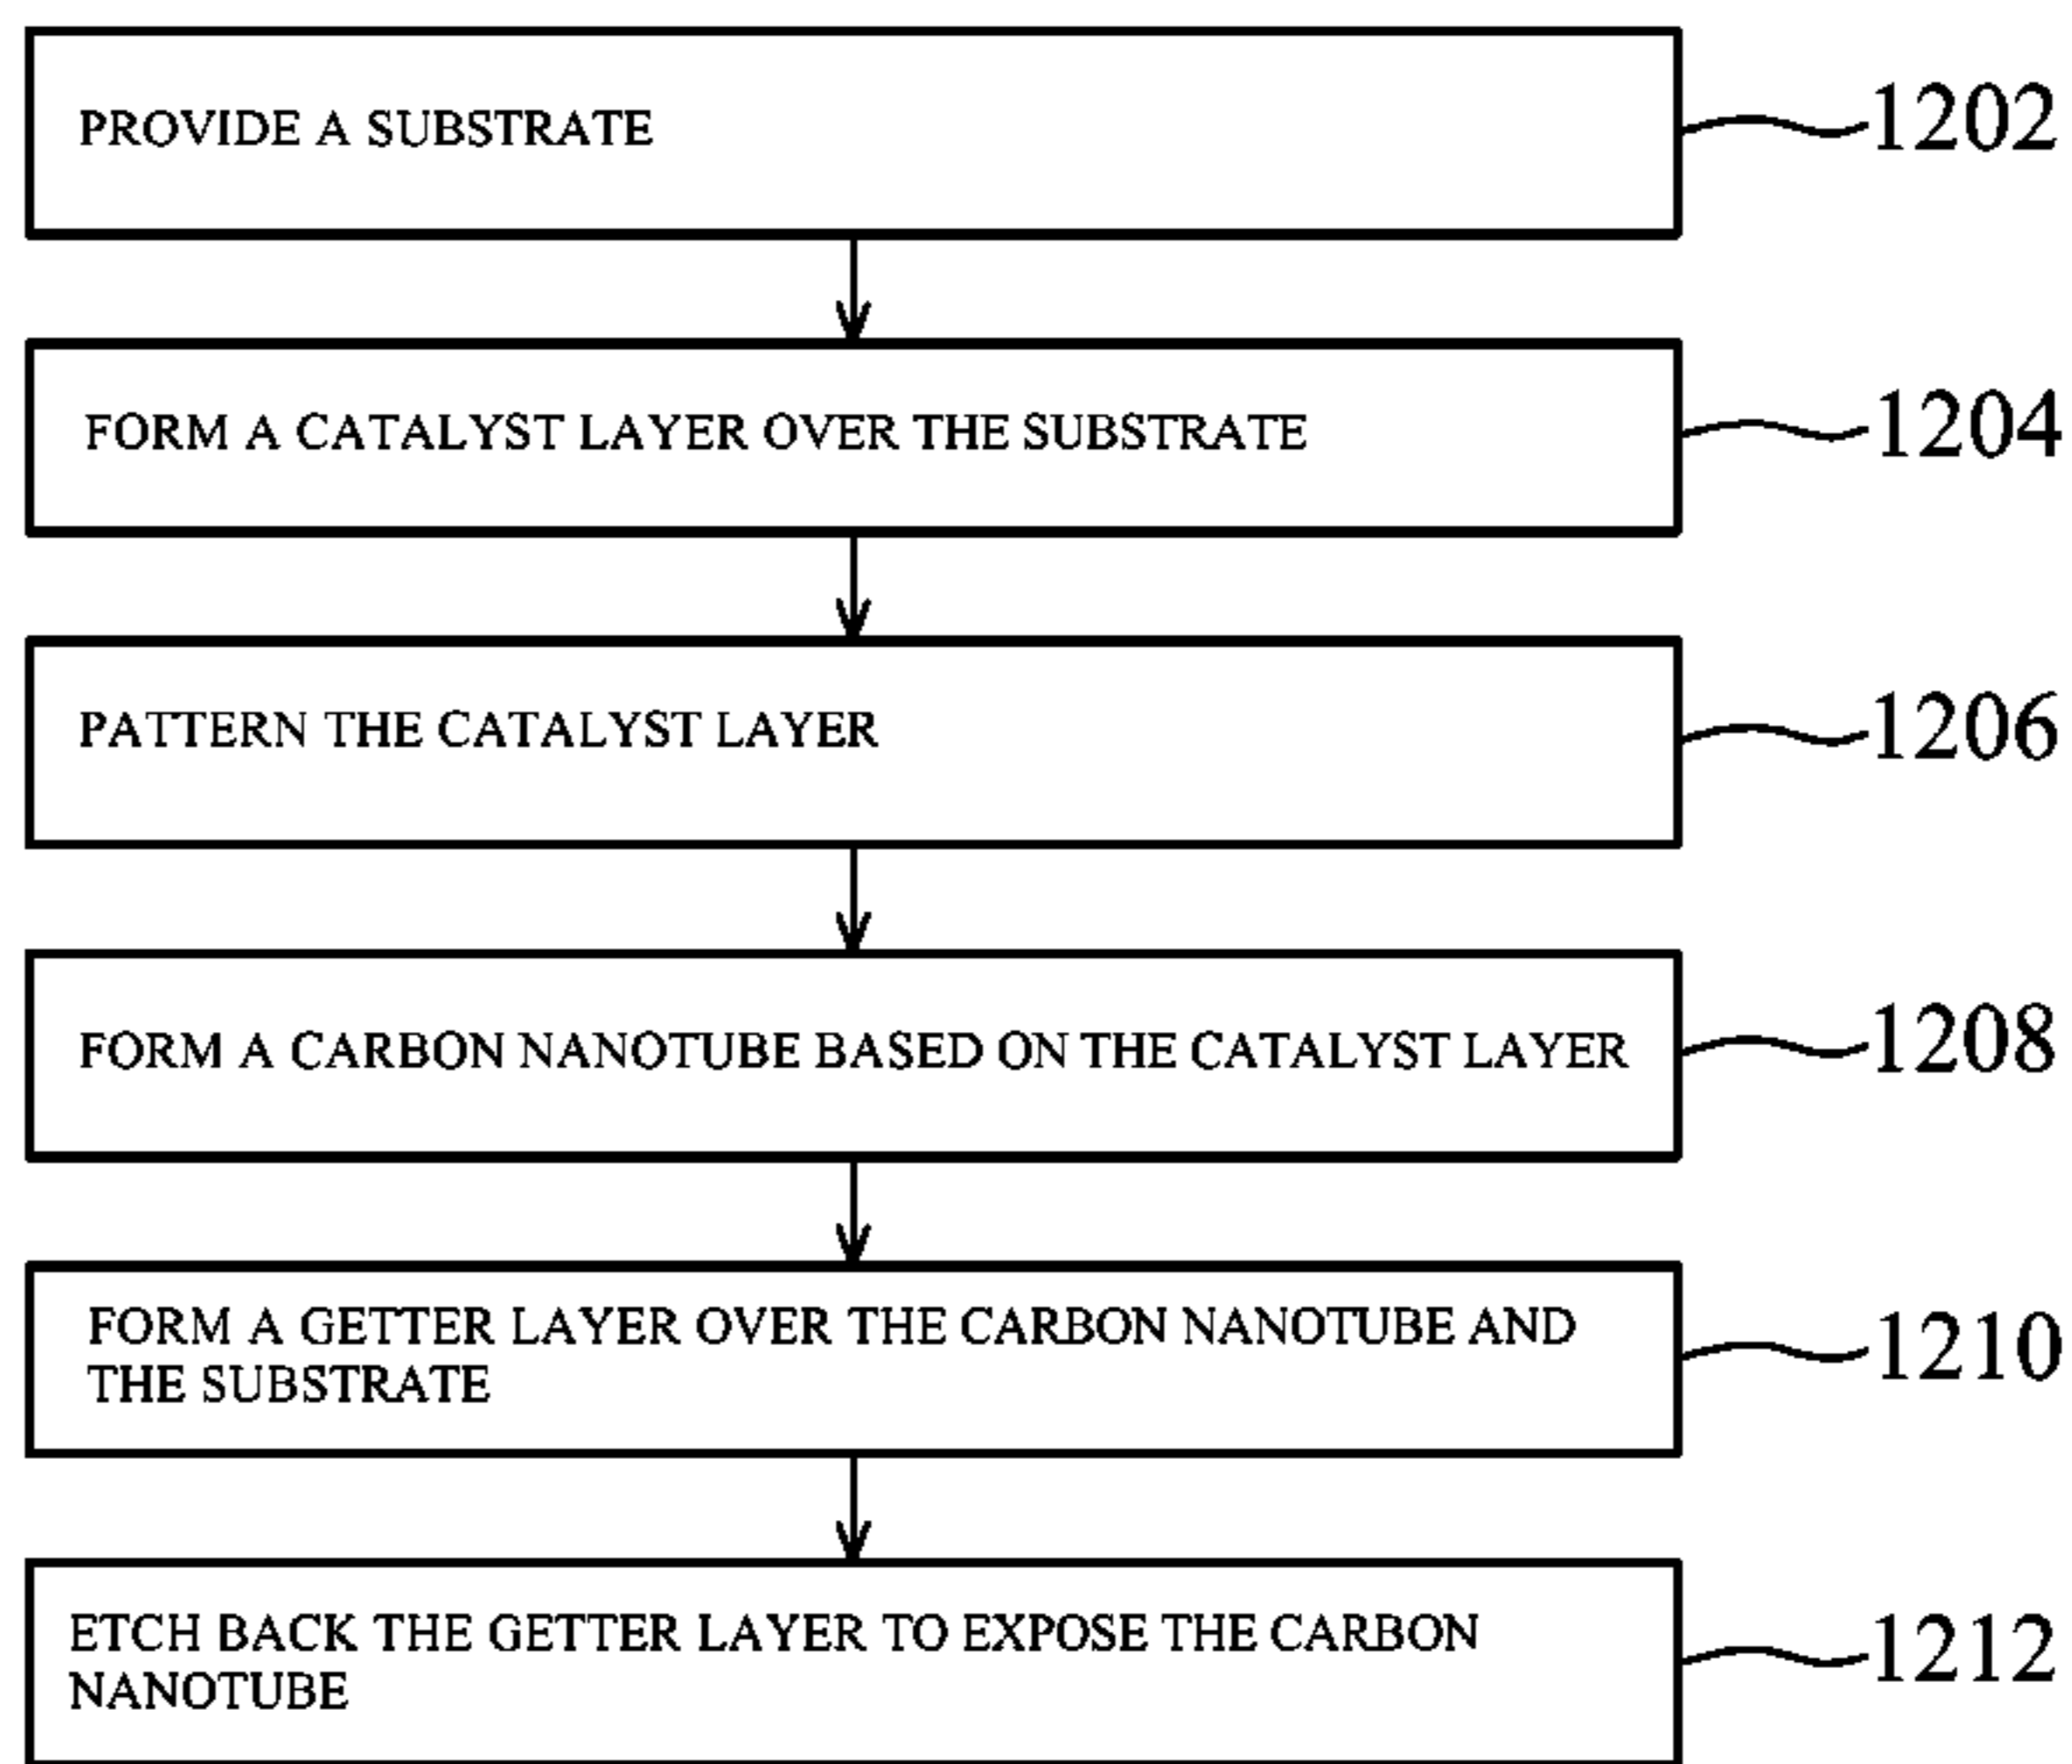 PROVIDE A SUBSTRATE
1202
FORM A CATALYST LAYER OVER THE SUBSTRATE
1204
PATTERN THE CATALYST LAYER
1206
FORM A CARBON NANOTUBE BASED ON THE CATALYST LAYER
1208
FORM A GETTER LAYER OVER THE CARBON NANOTUBE AND
THE SUBSTRATE
1210
ETCH BACK THE GETTER LAYER TO EXPOSE THE CARBON
NANOTUBE
1212